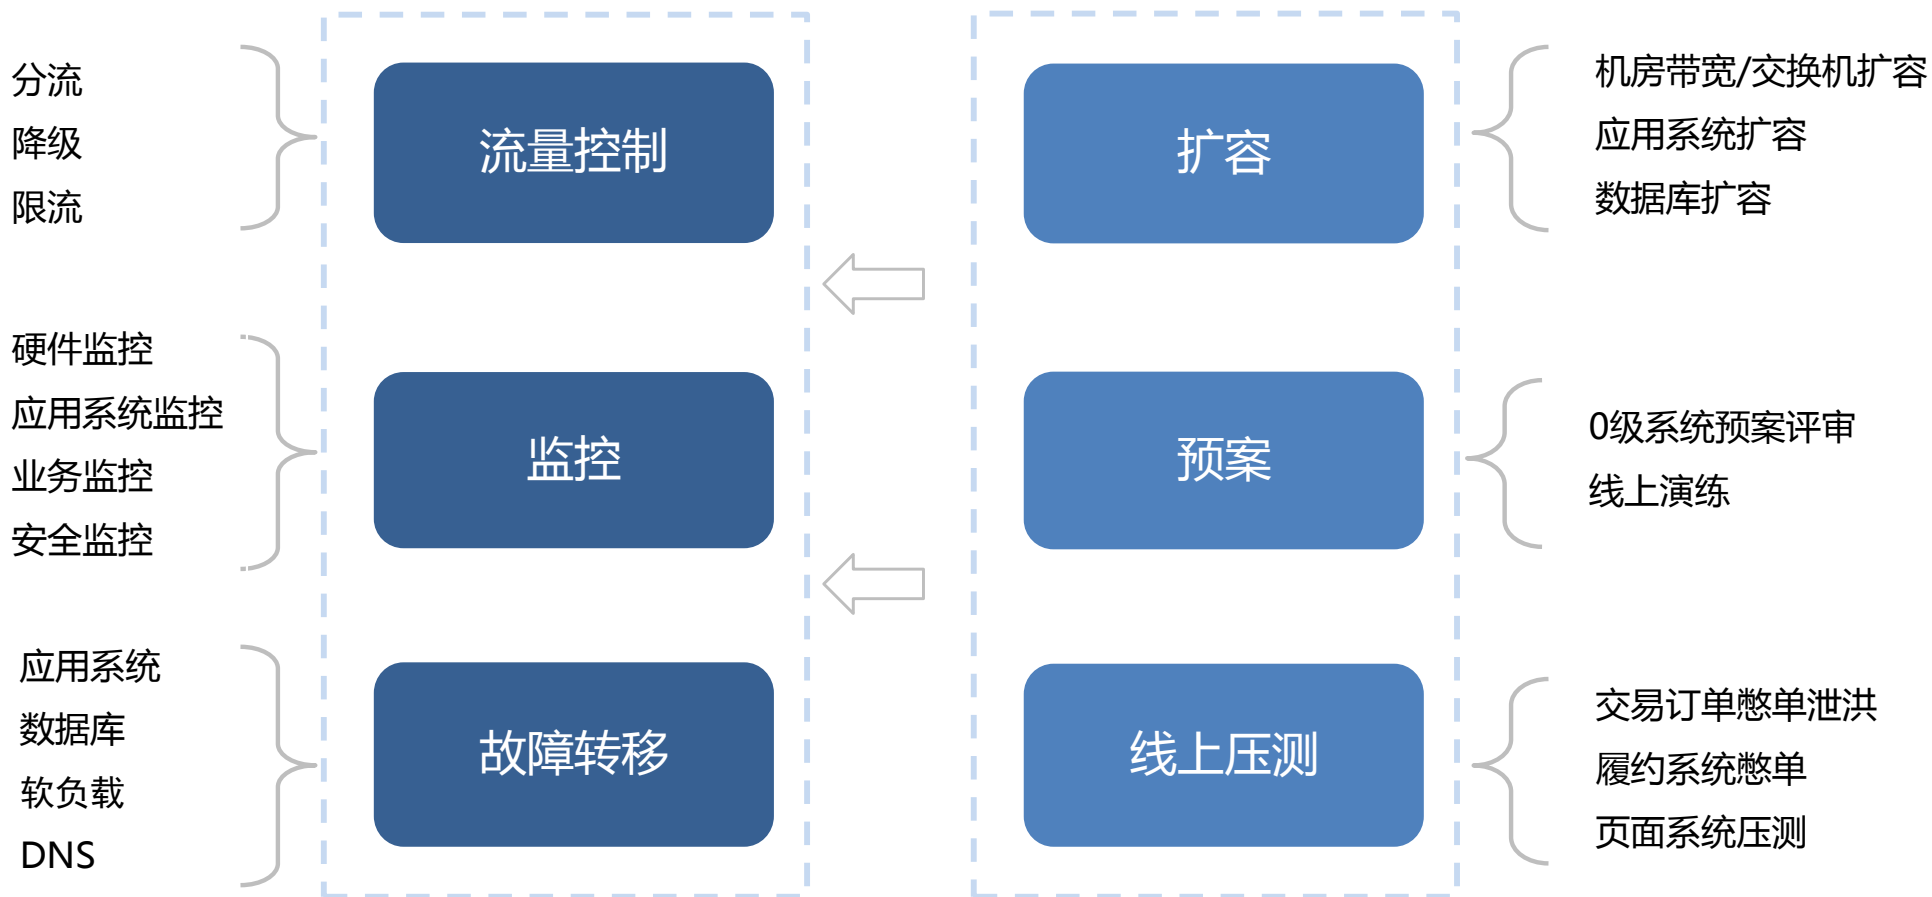 分流
降级
限流
流量控制
扩容
机房带宽/交换机扩容
应用系统扩容
数据库扩容
硬件监控
应用系统监控
业务监控
安全监控
监控
预案
0级系统预案评审
线上演练
应用系统
数据库
软负载
DNS
故障转移
线上压测
交易订单憋单泄洪
履约系统憋单
页面系统压测